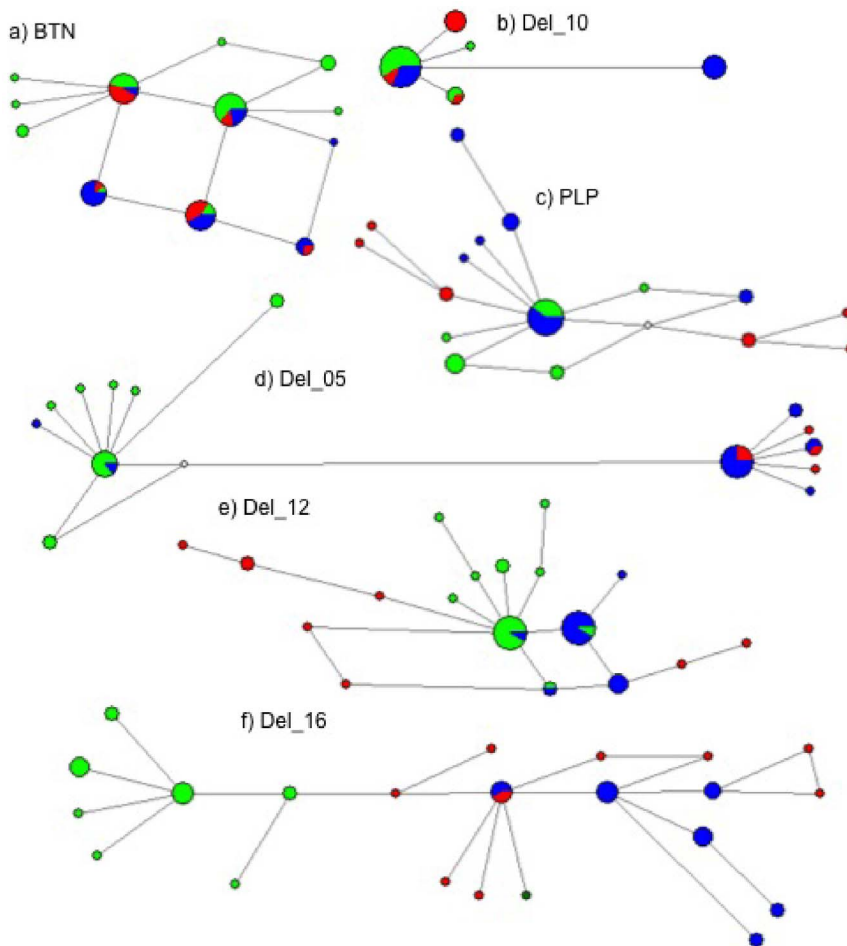 a) BTN
b) Del_10
c) PLP
d) Del_05
e) Del_12
f) Del_16